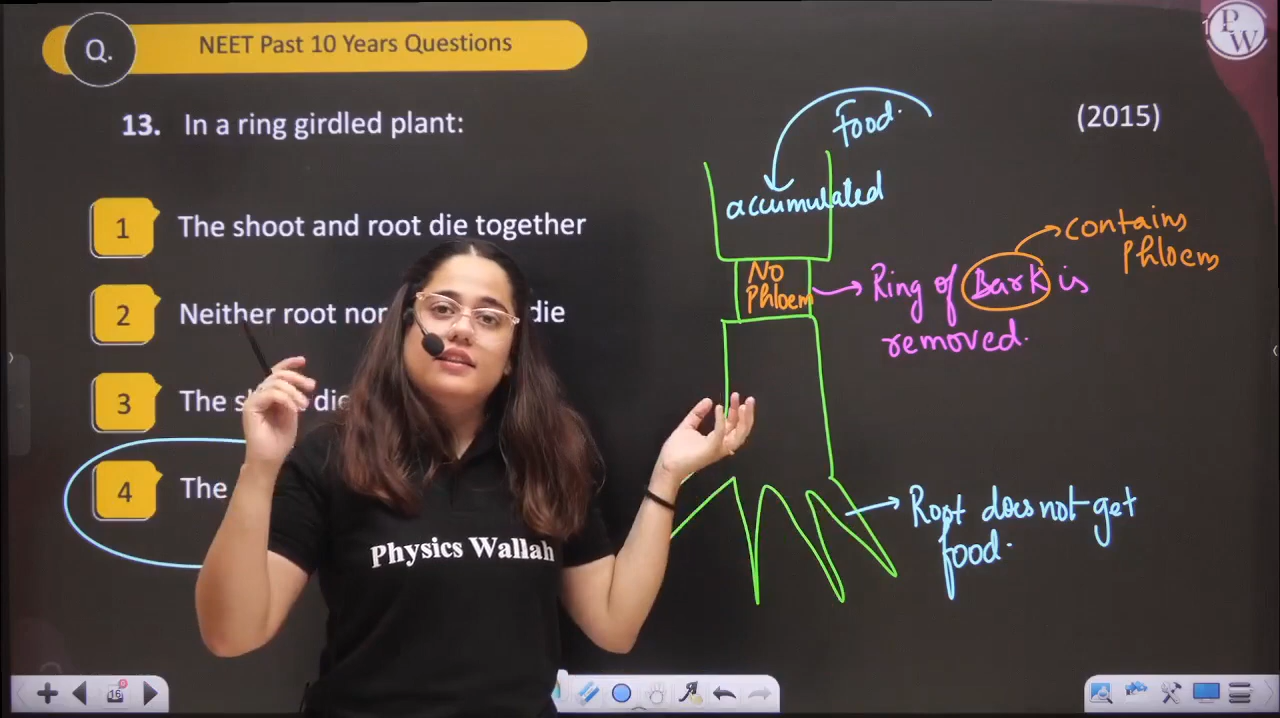 Q.
NEET Past 10 Years Questions
PW
13. In a ring girdled plant:
(2015)
Food.
accumulated
1
The shoot and root die together
contains
Phloem
No
Phloem
Ring of Bark is
removed.
2
Neither root nor die
3
The
4
The
Root does not get
food.
Physics Wallah
16